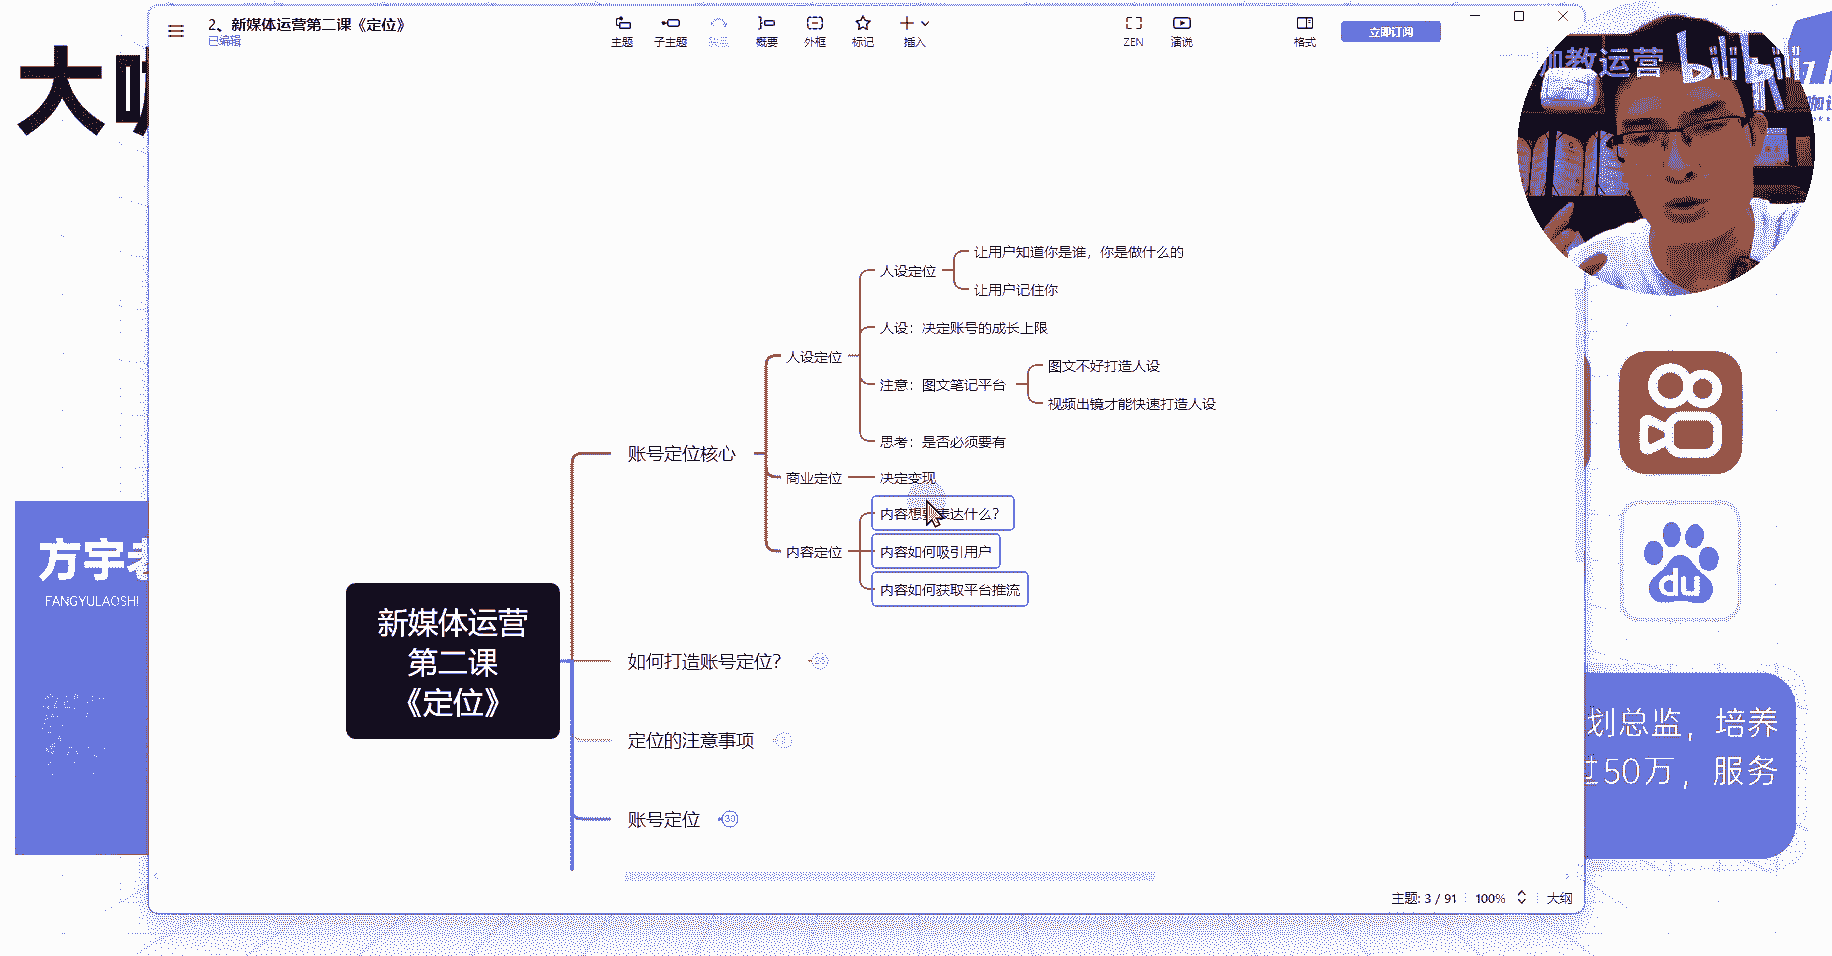 2、新媒体运营第二课《定位》
已编辑
主题
子主题
概要
外框
标记
插入
ZEN
演说
格式
立即订阅
大
咖教运营 bilibili
方宇老
FANGYULAOSHI
新媒体运营
第二课
《定位》
账号定位核心
人设定位
人设定位
让用户知道你是谁，你是做什么的
让用户记住你
人设：决定账号的成长上限
注意：图文笔记平台
图文不好打造人设
视频出镜才能快速打造人设
思考：是否必须要有
商业定位
决定变现
内容定位
内容想要表达什么？
内容如何吸引用户
内容如何获取平台推流
如何打造账号定位？
定位的注意事项
账号定位
30
du
划总监，培养
过50万，服务
主题: 3 / 91
100%
大纲